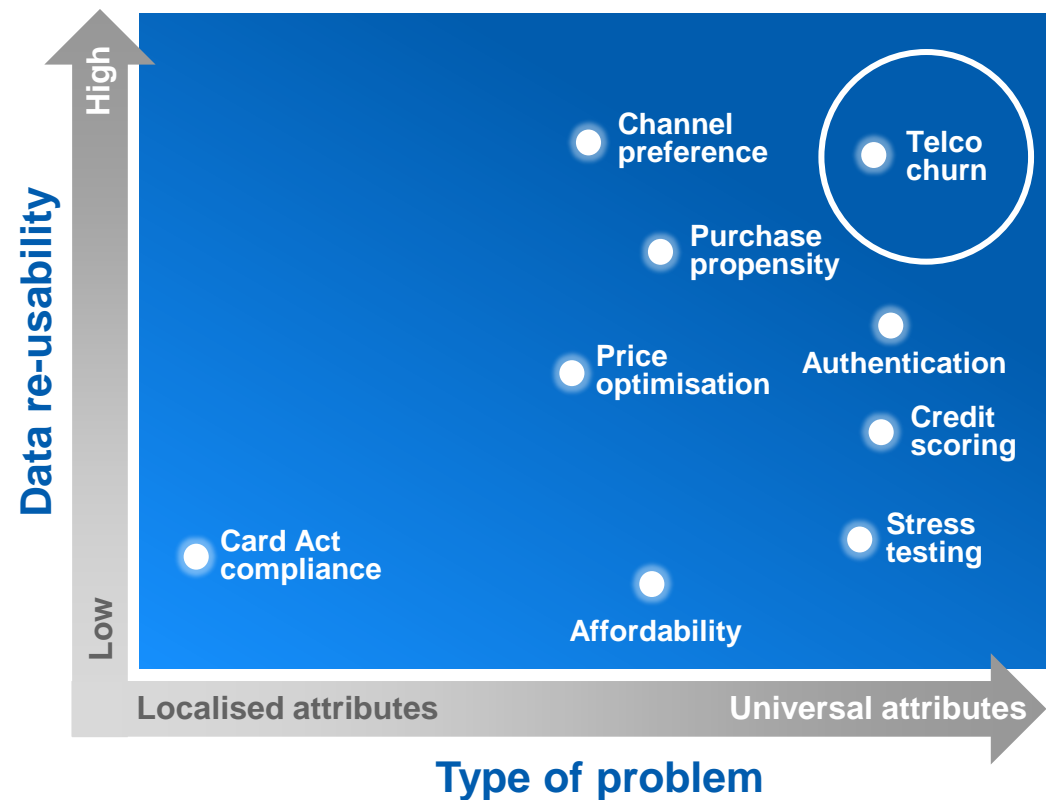 High
Data re-usability
Low
Channel
preference
Telco
churn
Purchase
propensity
Authentication
Price
optimisation
Credit
scoring
Stress
testing
Card Act
compliance
Affordability
Localised attributes
Universal attributes
Type of problem